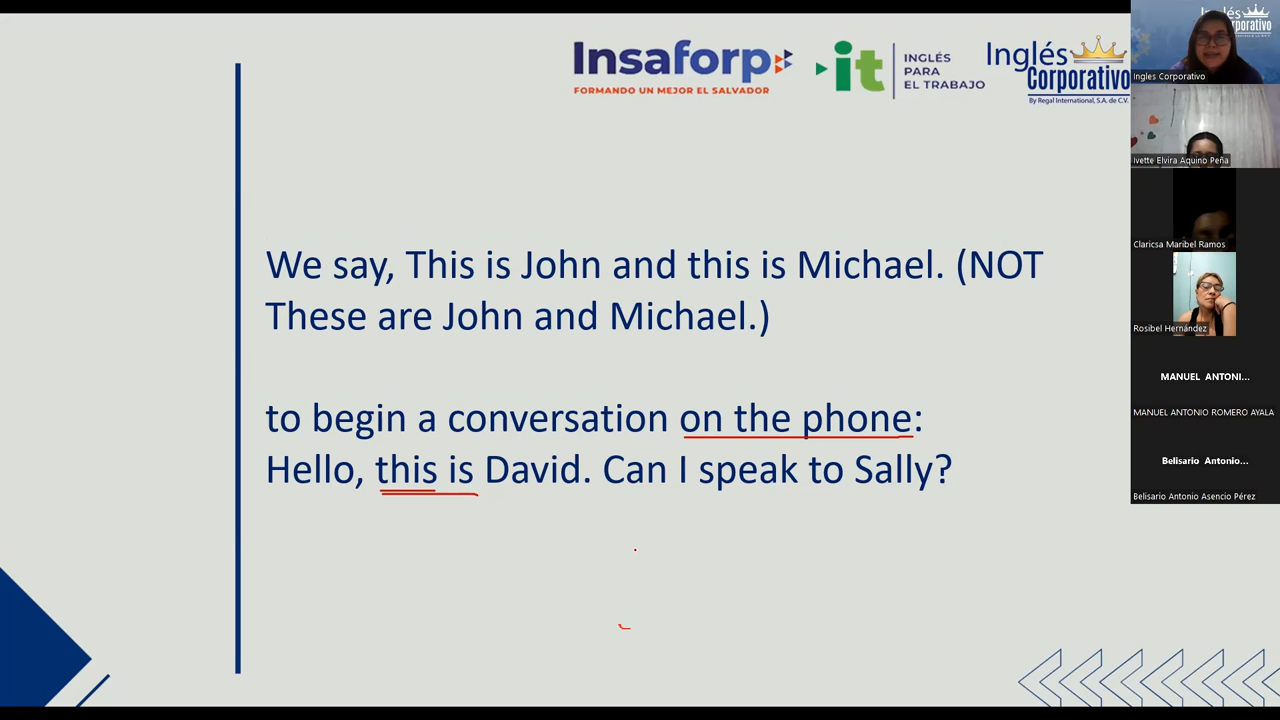 Insaforp
FORMANDO UN MEJOR EL SALVADOR
it
INGLÉS
PARA
EL TRABAJO
Inglés
Corporativo
By Regal International, S.A. de C.V.
We say, This is John and this is Michael. (NOT
These are John and Michael.)
to begin a conversation on the phone:
Hello, this is David. Can I speak to Sally?
Ingles Corporativo
Ivette Elvira Aquino Peña
Claricsa Maribel Ramos
Rosibel Hernández
MANUEL ANTONI...
MANUEL ANTONIO ROMERO AYALA
Belisario Antonio...
Belisario Antonio Asencio Pérez